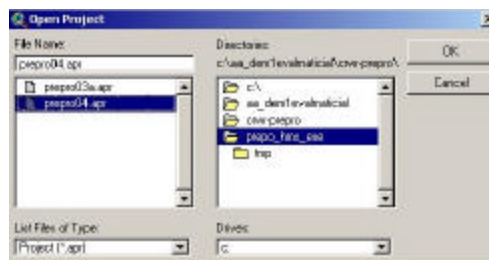 Open Project
File Name:
prepro04.apr
prepro03a.apr
prepro04.apr
List Files of Type:
Project (*.apr)
Directories:
c:\
tmp
Drives:
c:
OK
Cancel